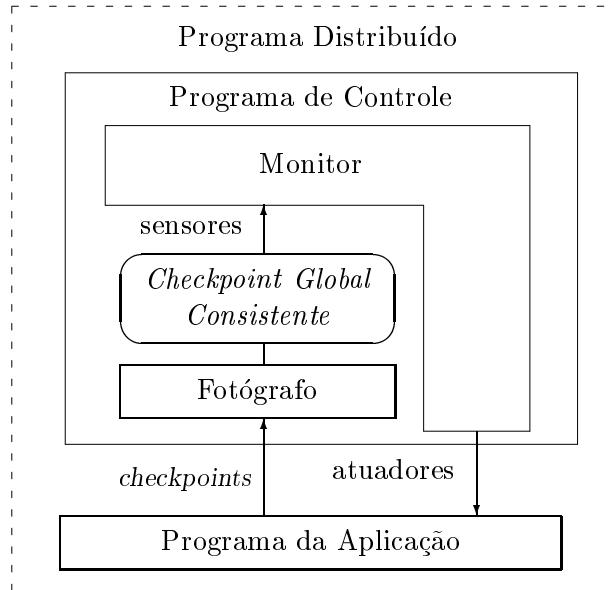 Programa Distribuído
Programa de Controle
Monitor
sensores
Checkpoint Global
Consistente
Fotógrafo
checkpoints
atuadores
Programa da Aplicação